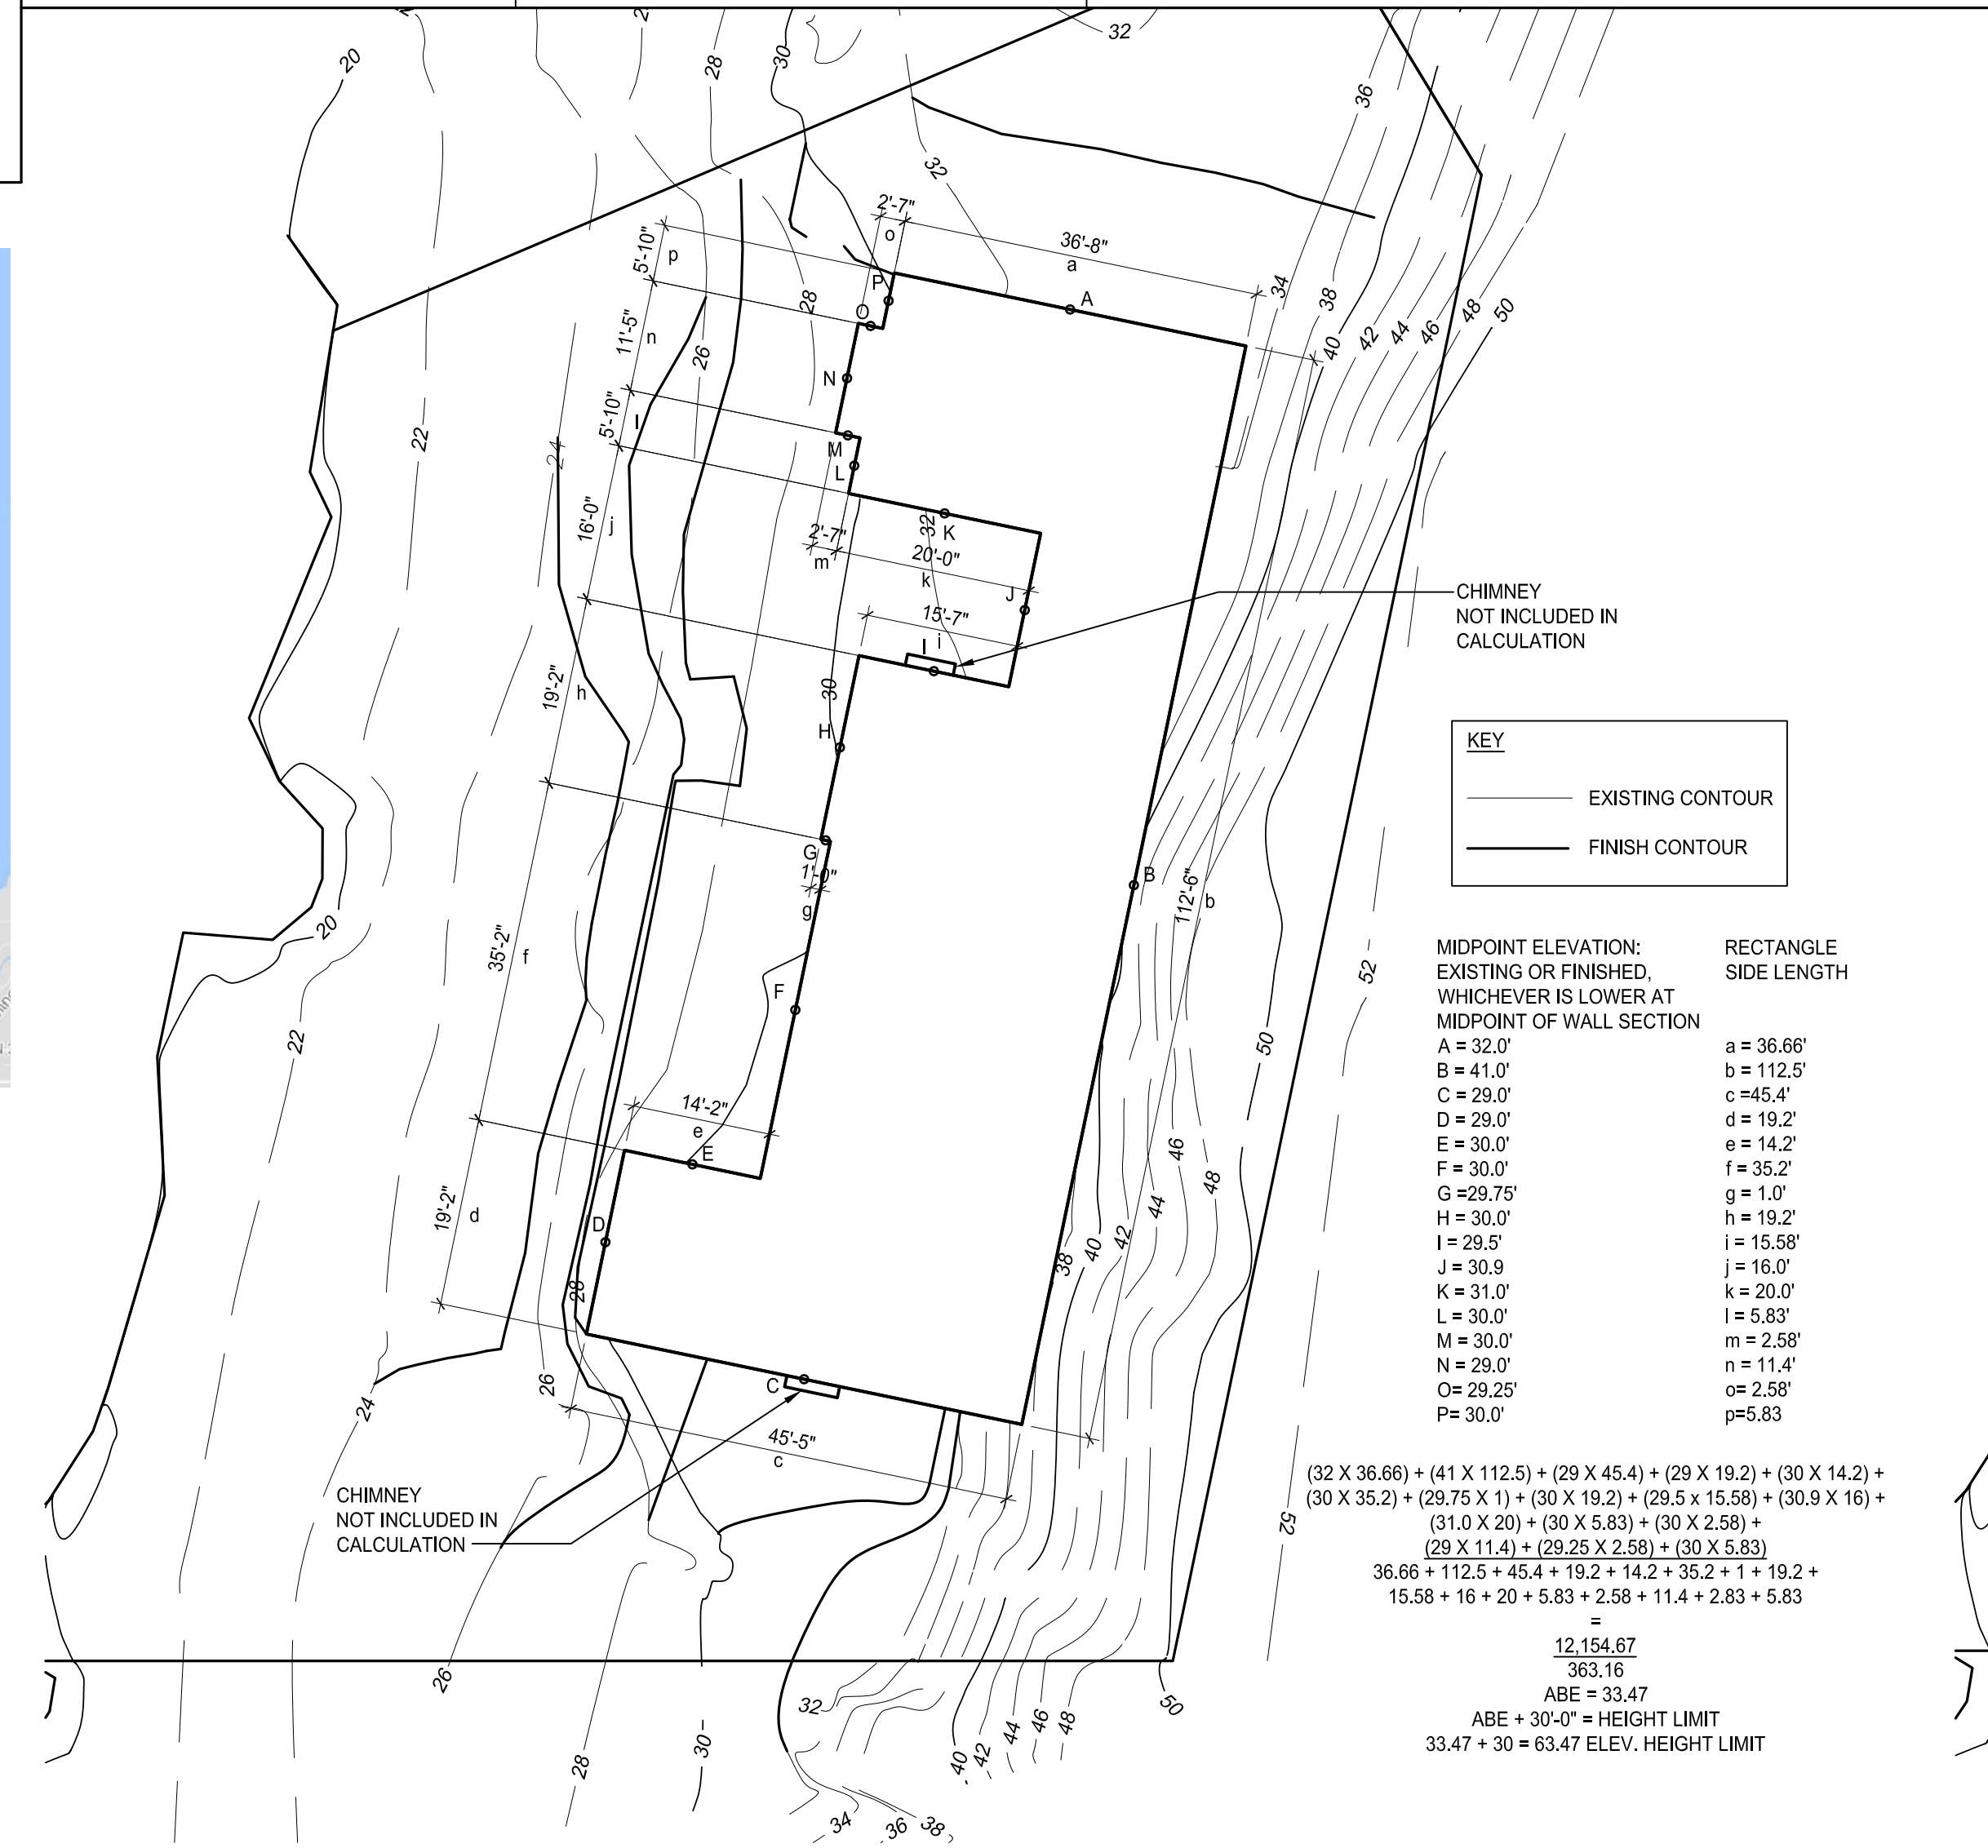 20
22
28
30
32
36
32
2'-7"
o
36'-8"
a
5'-10"
p
P
O
A
34
38
40
42
44
46
48
50
28
11'-5"
n
26
N
22
24
5'-10"
l
M
L
16'-0"
j
2'-7"
m
32
K
20'-0"
k
J
15'-7"
i
I
CHIMNEY
NOT INCLUDED IN
CALCULATION
19'-2"
h
30
H
KEY
EXISTING CONTOUR
FINISH CONTOUR
G
1'-0"
g
B
112'-6"
b
20
35'-2"
f
F
22
52
50
14'-2"
e
E
46
48
44
42
40
38
19'-2"
d
D
28
26
24
C
45'-5"
c
CHIMNEY
NOT INCLUDED IN
CALCULATION
52
MIDPOINT ELEVATION:
EXISTING OR FINISHED,
WHICHEVER IS LOWER AT
MIDPOINT OF WALL SECTION
RECTANGLE
SIDE LENGTH
A = 32.0' a = 36.66'
B = 41.0' b = 112.5'
C = 29.0' c =45.4'
D = 29.0' d = 19.2'
E = 30.0' e = 14.2'
F = 30.0' f = 35.2'
G =29.75' g = 1.0'
H = 30.0' h = 19.2'
I = 29.5' i = 15.58'
J = 30.9 j = 16.0'
K = 31.0' k = 20.0'
L = 30.0' l = 5.83'
M = 30.0' m = 2.58'
N = 29.0' n = 11.4'
O= 29.25' o= 2.58'
P= 30.0' p=5.83
(32 X 36.66) + (41 X 112.5) + (29 X 45.4) + (29 X 19.2) + (30 X 14.2) +
(30 X 35.2) + (29.75 X 1) + (30 X 19.2) + (29.5 x 15.58) + (30.9 X 16) +
(31.0 X 20) + (30 X 5.83) + (30 X 2.58) +
(29 X 11.4) + (29.25 X 2.58) + (30 X 5.83)
36.66 + 112.5 + 45.4 + 19.2 + 14.2 + 35.2 + 1 + 19.2 +
15.58 + 16 + 20 + 5.83 + 2.58 + 11.4 + 2.83 + 5.83
=
12,154.67
363.16
ABE = 33.47
ABE + 30'-0" = HEIGHT LIMIT
33.47 + 30 = 63.47 ELEV. HEIGHT LIMIT
26
28
30
32
34
36
38
40
42
44
46
48
50